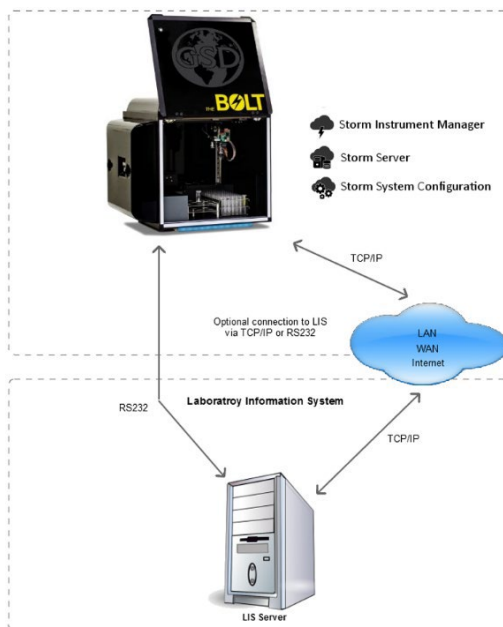 GSD
THE BOLT
Storm Instrument Manager
Storm Server
Storm System Configuration
TCP/IP
Optional connection to LIS
via TCP/IP or RS232
LAN
WAN
Internet
RS232
Laboratroy Information System
TCP/IP
LIS Server